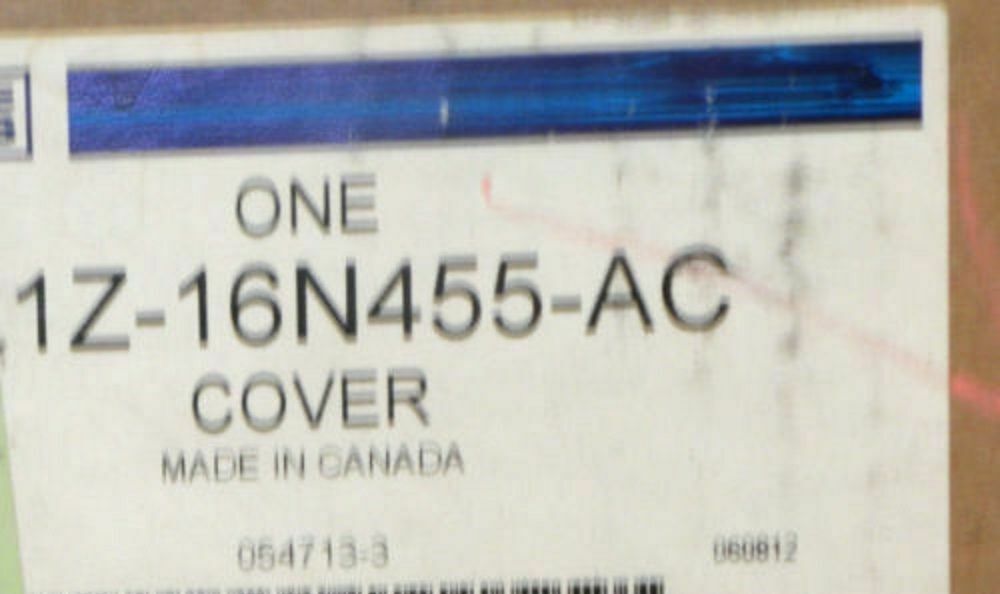 ONE
1Z-16N455-AC
COVER
MADE IN CANADA
054713-3
060812